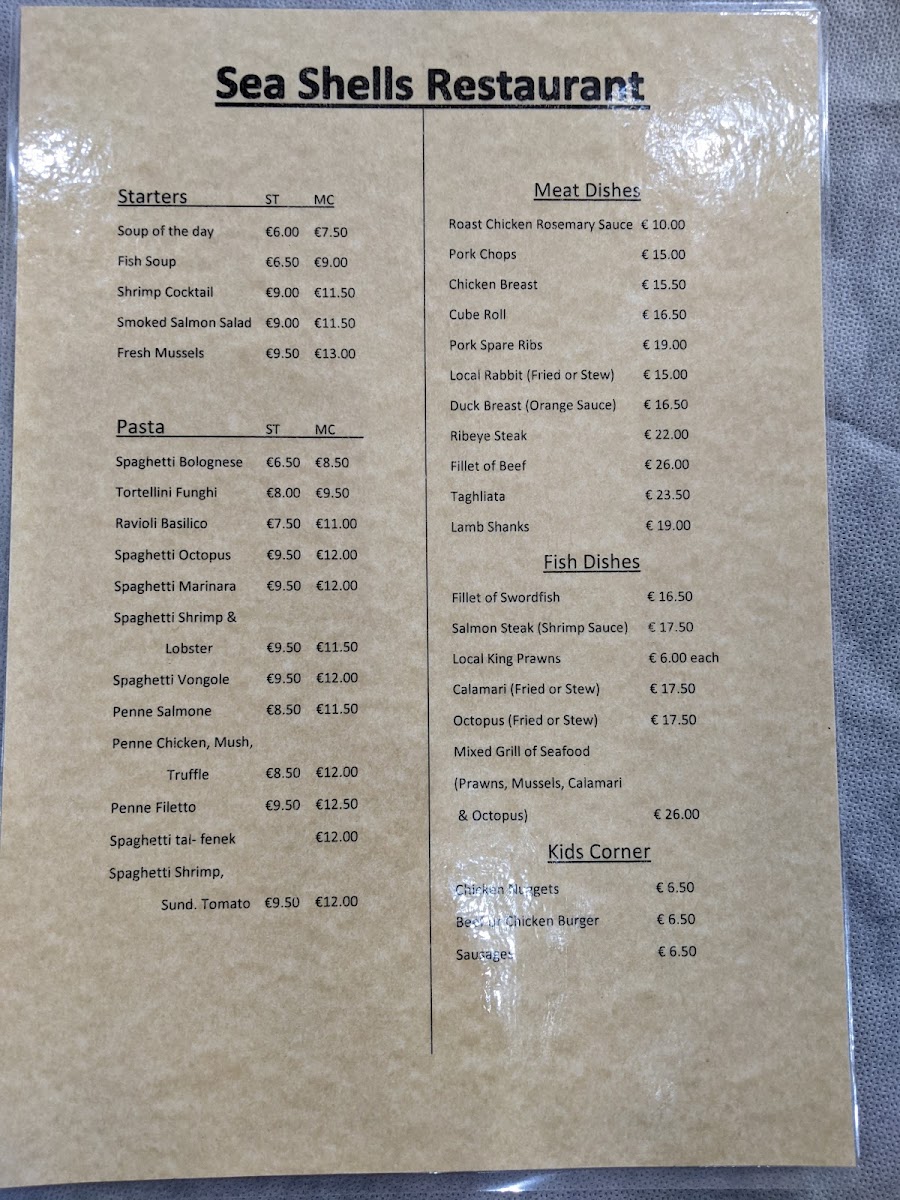 Sea Shells Restaurant
Starters ST MC
Soup of the day €6.00 €7.50
Fish Soup €6.50 €9.00
Shrimp Cocktail €9.00 €11.50
Smoked Salmon Salad €9.00 €11.50
Fresh Mussels €9.50 €13.00
Pasta ST MC
Spaghetti Bolognese €6.50 €8.50
Tortellini Funghi €8.00 €9.50
Ravioli Basilico €7.50 €11.00
Spaghetti Octopus €9.50 €12.00
Spaghetti Marinara €9.50 €12.00
Spaghetti Shrimp &
Lobster €9.50 €11.50
Spaghetti Vongole €9.50 €12.00
Penne Salmone €8.50 €11.50
Penne Chicken, Mush,
Truffle €8.50 €12.00
Penne Filetto €9.50 €12.50
Spaghetti tal- fenek €12.00
Spaghetti Shrimp,
Sund. Tomato €9.50 €12.00
Meat Dishes
Roast Chicken Rosemary Sauce € 10.00
Pork Chops € 15.00
Chicken Breast € 15.50
Cube Roll € 16.50
Pork Spare Ribs € 19.00
Local Rabbit (Fried or Stew) € 15.00
Duck Breast (Orange Sauce) € 16.50
Ribeye Steak € 22.00
Fillet of Beef € 26.00
Taghliata € 23.50
Lamb Shanks € 19.00
Fish Dishes
Fillet of Swordfish € 16.50
Salmon Steak (Shrimp Sauce) € 17.50
Local King Prawns € 6.00 each
Calamari (Fried or Stew) € 17.50
Octopus (Fried or Stew) € 17.50
Mixed Grill of Seafood
(Prawns, Mussels, Calamari
& Octopus) € 26.00
Kids Corner
Chicken Nuggets € 6.50
Beef or Chicken Burger € 6.50
Sausages € 6.50